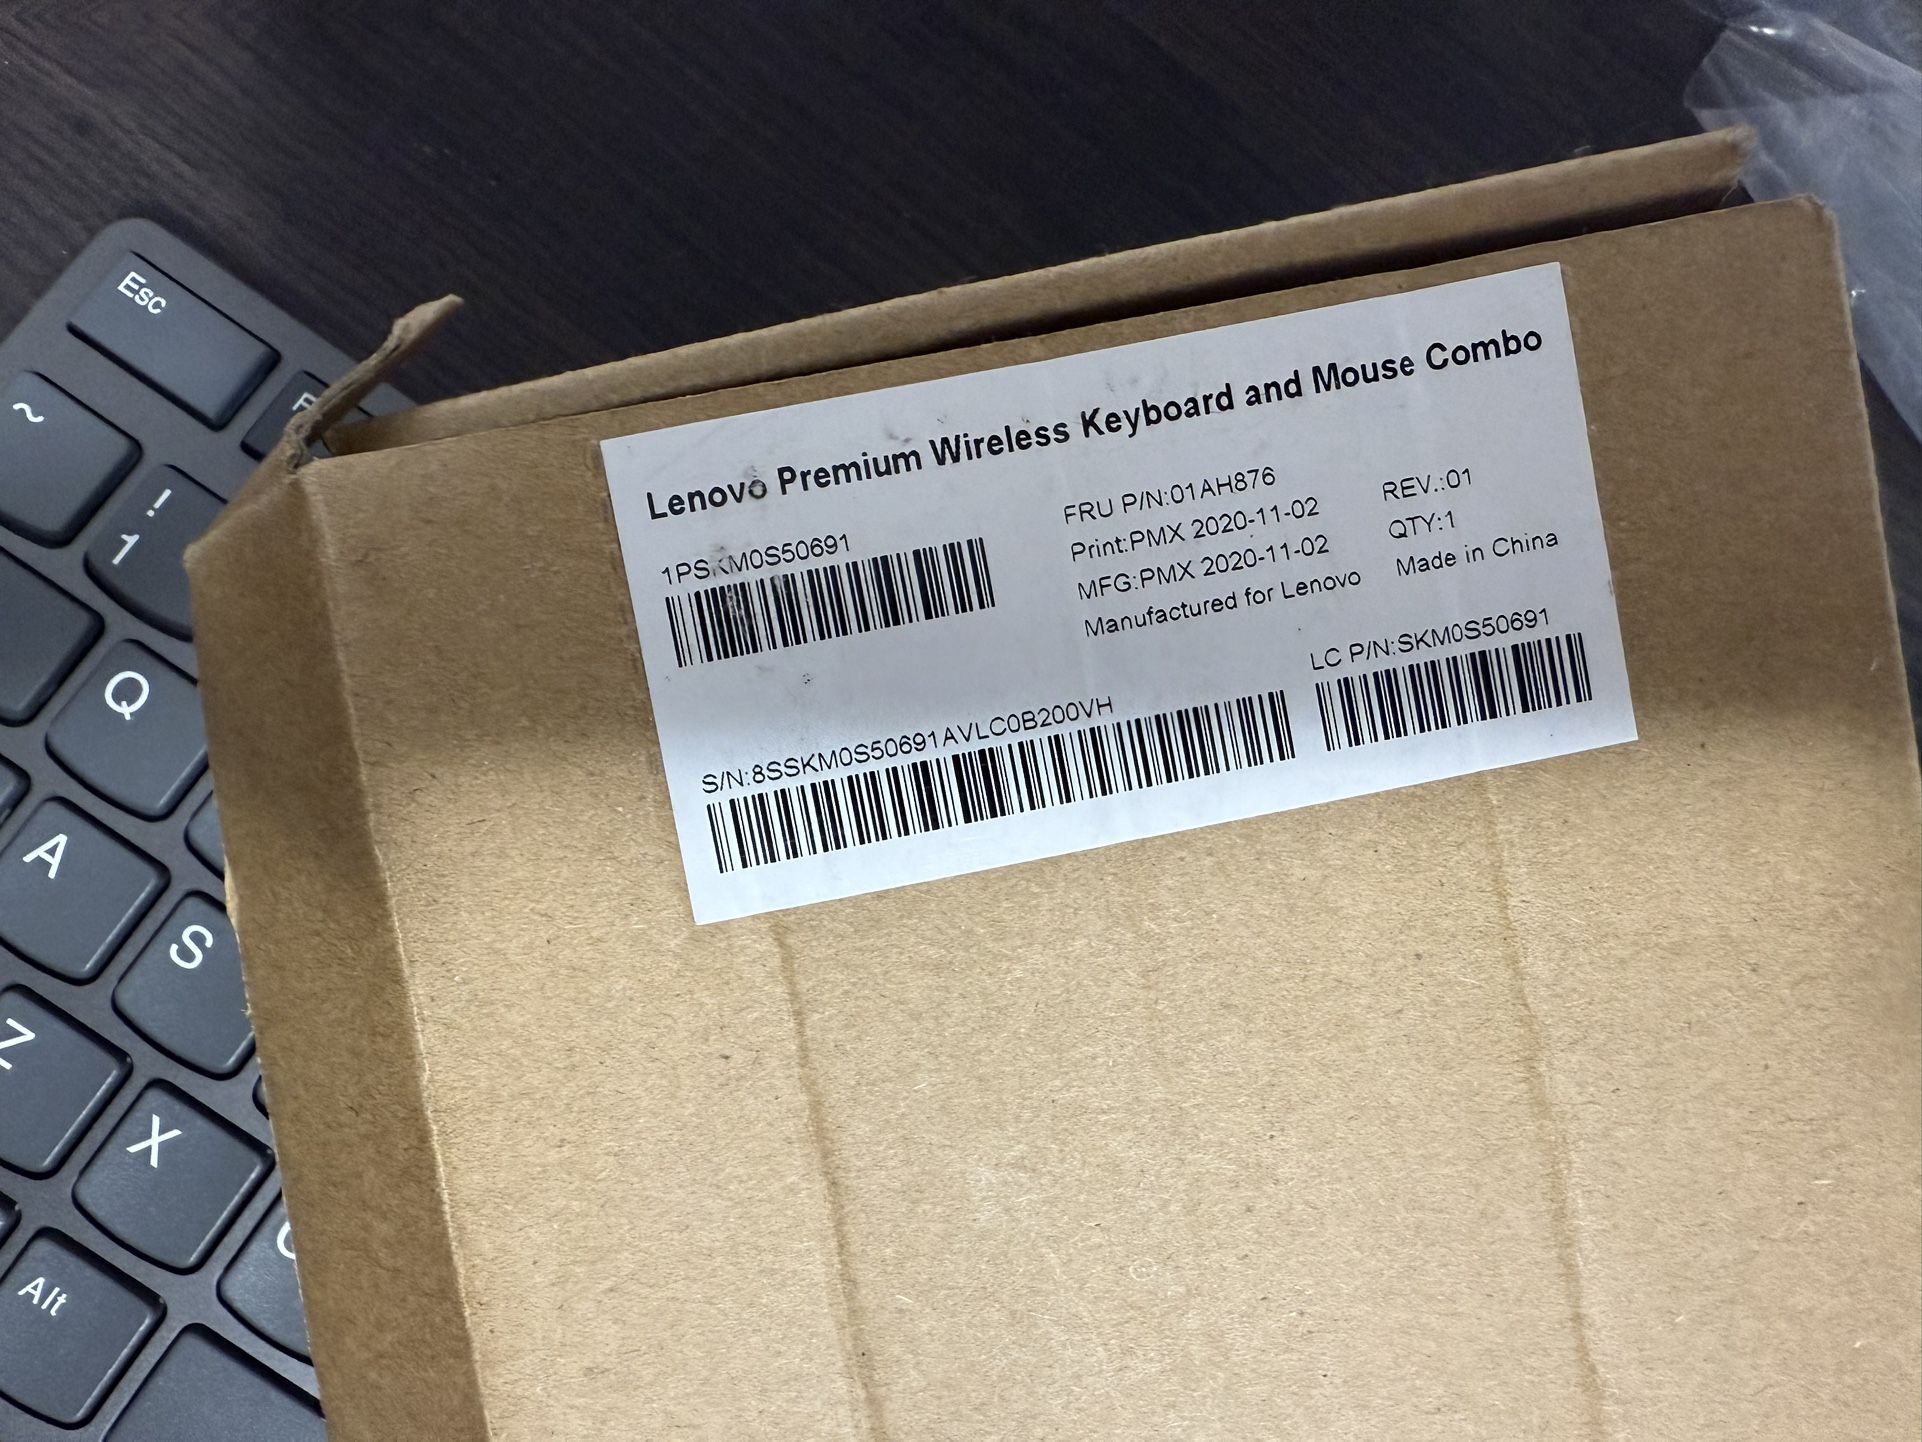 Lenovo Premium Wireless Keyboard and Mouse Combo
1PSKM0S50691
FRU P/N:01AH876
REV.:01
Print:PMX 2020-11-02
QTY:1
MFG:PMX 2020-11-02
Made in China
Manufactured for Lenovo
LC P/N:SKM0S50691
S/N:8SSKM0S50691AVLC0B200VH
Esc
F
~
!
1
Q
A
S
Z
X
Alt